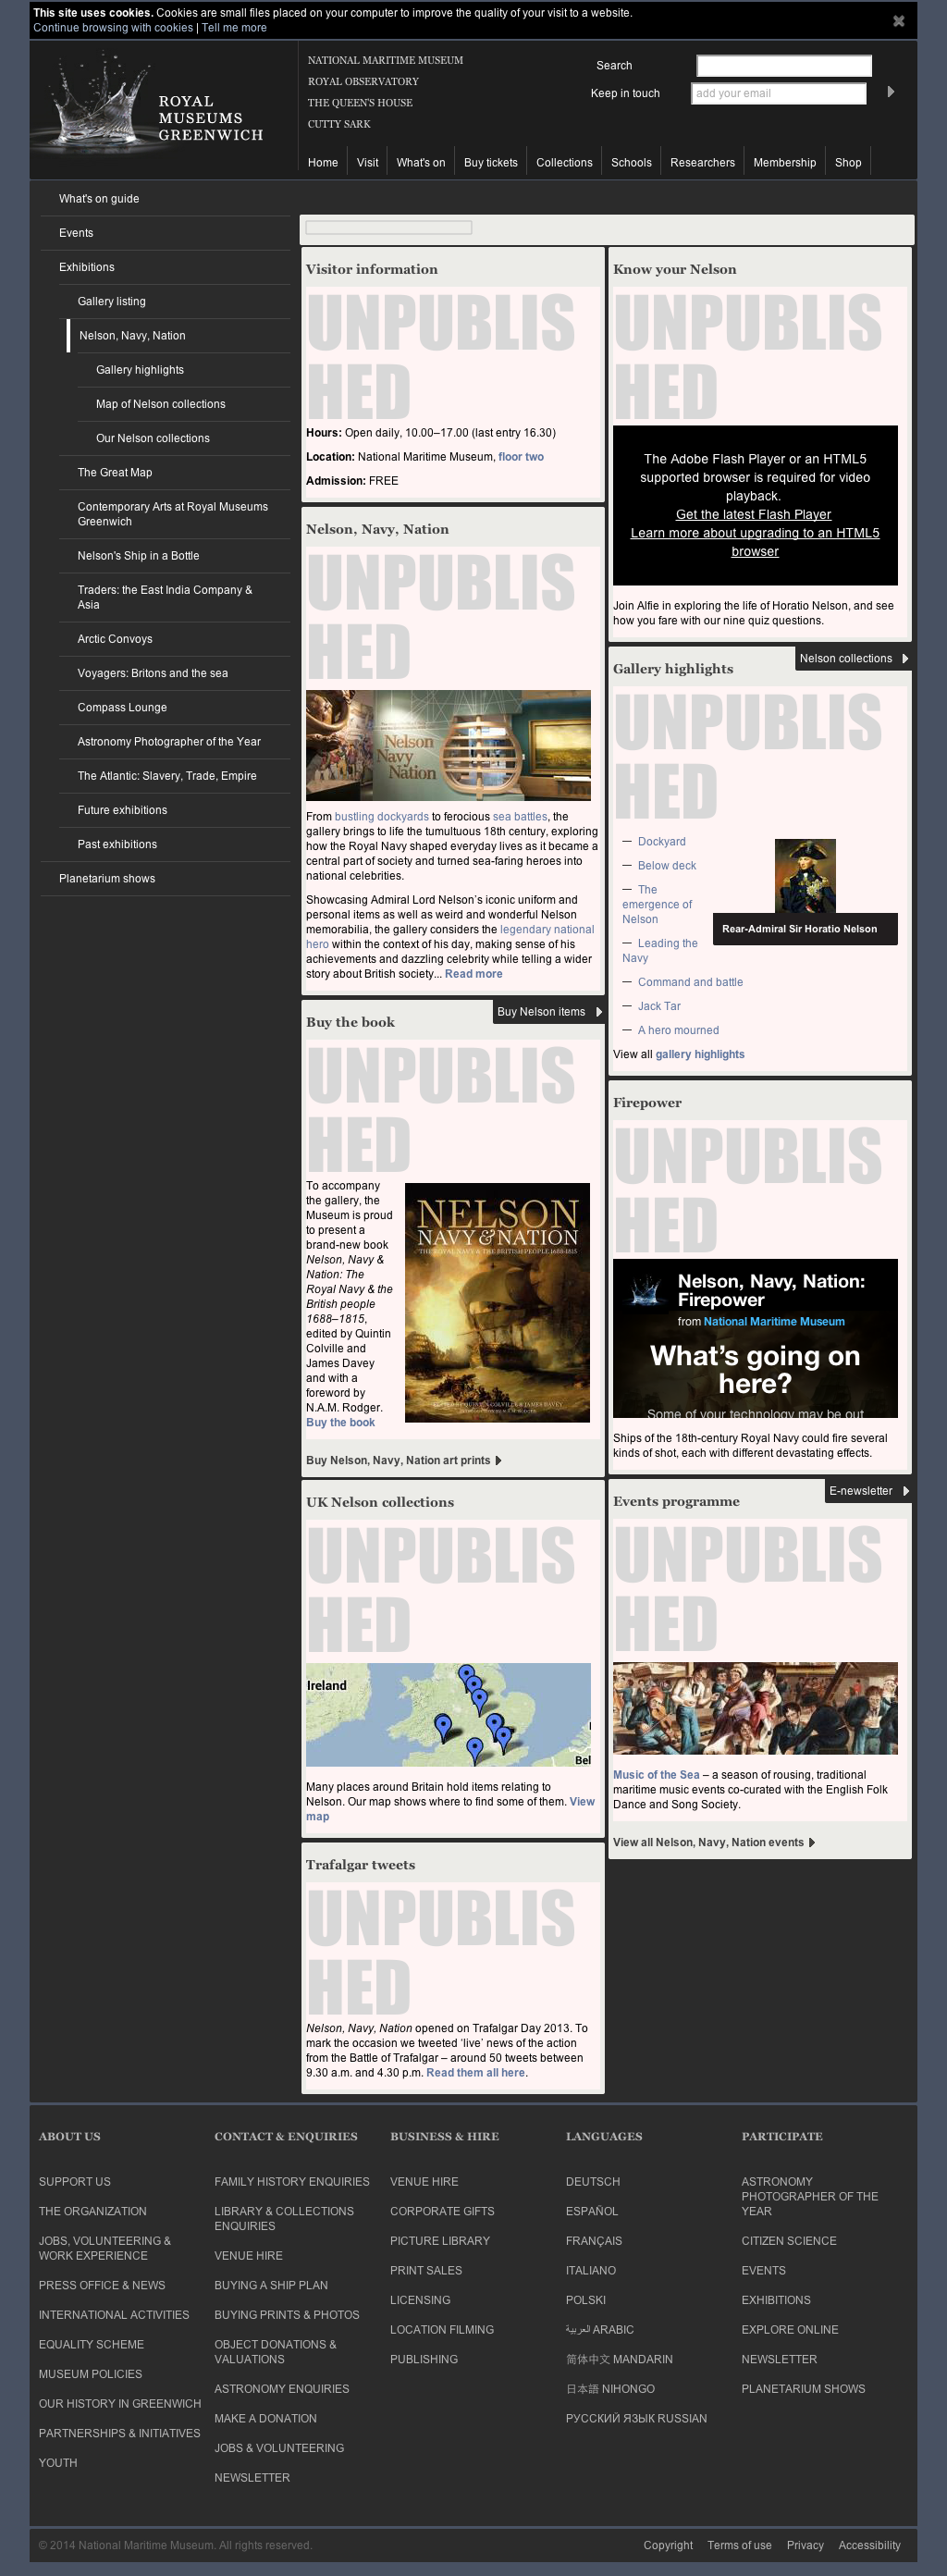 This site uses cookies. Cookies are small files placed on your computer to improve the quality of your visit to a website.
Continue browsing with cookies | Tell me more
ROYAL
MUSEUMS
GREENWICH
NATIONAL MARITIME MUSEUM
ROYAL OBSERVATORY
THE QUEEN'S HOUSE
CUTTY SARK
Search
Keep in touch add your email
Home Visit What's on Buy tickets Collections Schools Researchers Membership Shop
What's on guide
Events
Exhibitions
Gallery listing
Nelson, Navy, Nation
Gallery highlights
Map of Nelson collections
Our Nelson collections
The Great Map
Contemporary Arts at Royal Museums
Greenwich
Nelson's Ship in a Bottle
Traders: the East India Company &
Asia
Arctic Convoys
Voyagers: Britons and the sea
Compass Lounge
Astronomy Photographer of the Year
The Atlantic: Slavery, Trade, Empire
Future exhibitions
Past exhibitions
Planetarium shows
Visitor information
UNPUBLIS
HED
Hours: Open daily, 10.00–17.00 (last entry 16.30)
Location: National Maritime Museum, floor two
Admission: FREE
Nelson, Navy, Nation
UNPUBLIS
HED
Nelson
Navy
Nation
From bustling dockyards to ferocious sea battles, the
gallery brings to life the tumultuous 18th century, exploring
how the Royal Navy shaped everyday lives as it became a
central part of society and turned sea-faring heroes into
national celebrities.
Showcasing Admiral Lord Nelson's iconic uniform and
personal items as well as weird and wonderful Nelson
memorabilia, the gallery considers the legendary national
hero within the context of his day, making sense of his
achievements and dazzling celebrity while telling a wider
story about British society... Read more
Buy Nelson items
Buy the book
UNPUBLIS
HED
To accompany
the gallery, the
Museum is proud
to present a
brand-new book
Nelson, Navy &
Nation: The
Royal Navy & the
British people
1688–1815,
edited by Quintin
Colville and
James Davey
and with a
foreword by
N.A.M. Rodger.
Buy the book
NELSON
NAVY & NATION
THE ROYAL NAVY & THE BRITISH PEOPLE 1688-1815
EDITED BY QUINTIN COLVILLE & JAMES DAVEY
Buy Nelson, Navy, Nation art prints
UK Nelson collections
UNPUBLIS
HED
Ireland
Bel
Many places around Britain hold items relating to
Nelson. Our map shows where to find some of them. View
map
Trafalgar tweets
UNPUBLIS
HED
Nelson, Navy, Nation opened on Trafalgar Day 2013. To
mark the occasion we tweeted ‘live’ news of the action
from the Battle of Trafalgar – around 50 tweets between
9.30 a.m. and 4.30 p.m. Read them all here.
Know your Nelson
UNPUBLIS
HED
The Adobe Flash Player or an HTML5
supported browser is required for video
playback.
Get the latest Flash Player
Learn more about upgrading to an HTML5
browser
Join Alfie in exploring the life of Horatio Nelson, and see
how you fare with our nine quiz questions.
Nelson collections
Gallery highlights
UNPUBLIS
HED
— Dockyard
— Below deck
— The
emergence of
Nelson
— Leading the
Navy
— Command and battle
— Jack Tar
— A hero mourned
Rear-Admiral Sir Horatio Nelson
View all gallery highlights
Firepower
UNPUBLIS
HED
Nelson, Navy, Nation:
Firepower
from National Maritime Museum
What's going on
here?
Some of your technology may be out
Ships of the 18th-century Royal Navy could fire several
kinds of shot, each with different devastating effects.
E-newsletter
Events programme
UNPUBLIS
HED
Music of the Sea – a season of rousing, traditional
maritime music events co-curated with the English Folk
Dance and Song Society.
View all Nelson, Navy, Nation events
ABOUT US
SUPPORT US
THE ORGANIZATION
JOBS, VOLUNTEERING &
WORK EXPERIENCE
PRESS OFFICE & NEWS
INTERNATIONAL ACTIVITIES
EQUALITY SCHEME
MUSEUM POLICIES
OUR HISTORY IN GREENWICH
PARTNERSHIPS & INITIATIVES
YOUTH
CONTACT & ENQUIRIES
FAMILY HISTORY ENQUIRIES
LIBRARY & COLLECTIONS
ENQUIRIES
VENUE HIRE
BUYING A SHIP PLAN
BUYING PRINTS & PHOTOS
OBJECT DONATIONS &
VALUATIONS
ASTRONOMY ENQUIRIES
MAKE A DONATION
JOBS & VOLUNTEERING
NEWSLETTER
BUSINESS & HIRE
VENUE HIRE
CORPORATE GIFTS
PICTURE LIBRARY
PRINT SALES
LICENSING
LOCATION FILMING
PUBLISHING
LANGUAGES
DEUTSCH
ESPAÑOL
FRANÇAIS
ITALIANO
POLSKI
العربية ARABIC
简体中文 MANDARIN
日本語 NIHONGO
РУССКИЙ ЯЗЫК RUSSIAN
PARTICIPATE
ASTRONOMY
PHOTOGRAPHER OF THE
YEAR
CITIZEN SCIENCE
EVENTS
EXHIBITIONS
EXPLORE ONLINE
NEWSLETTER
PLANETARIUM SHOWS
© 2014 National Maritime Museum. All rights reserved.
Copyright Terms of use Privacy Accessibility